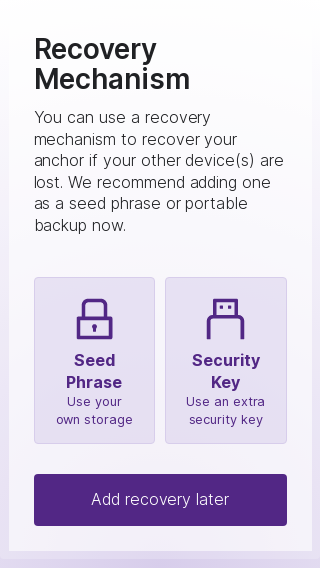 Recovery
Mechanism
You can use a recovery
mechanism to recover your
anchor if your other device(s) are
lost. We recommend adding one
as a seed phrase or portable
backup now.
Seed
Phrase
Use your
own storage
Security
Key
Use an extra
security key
Add recovery later